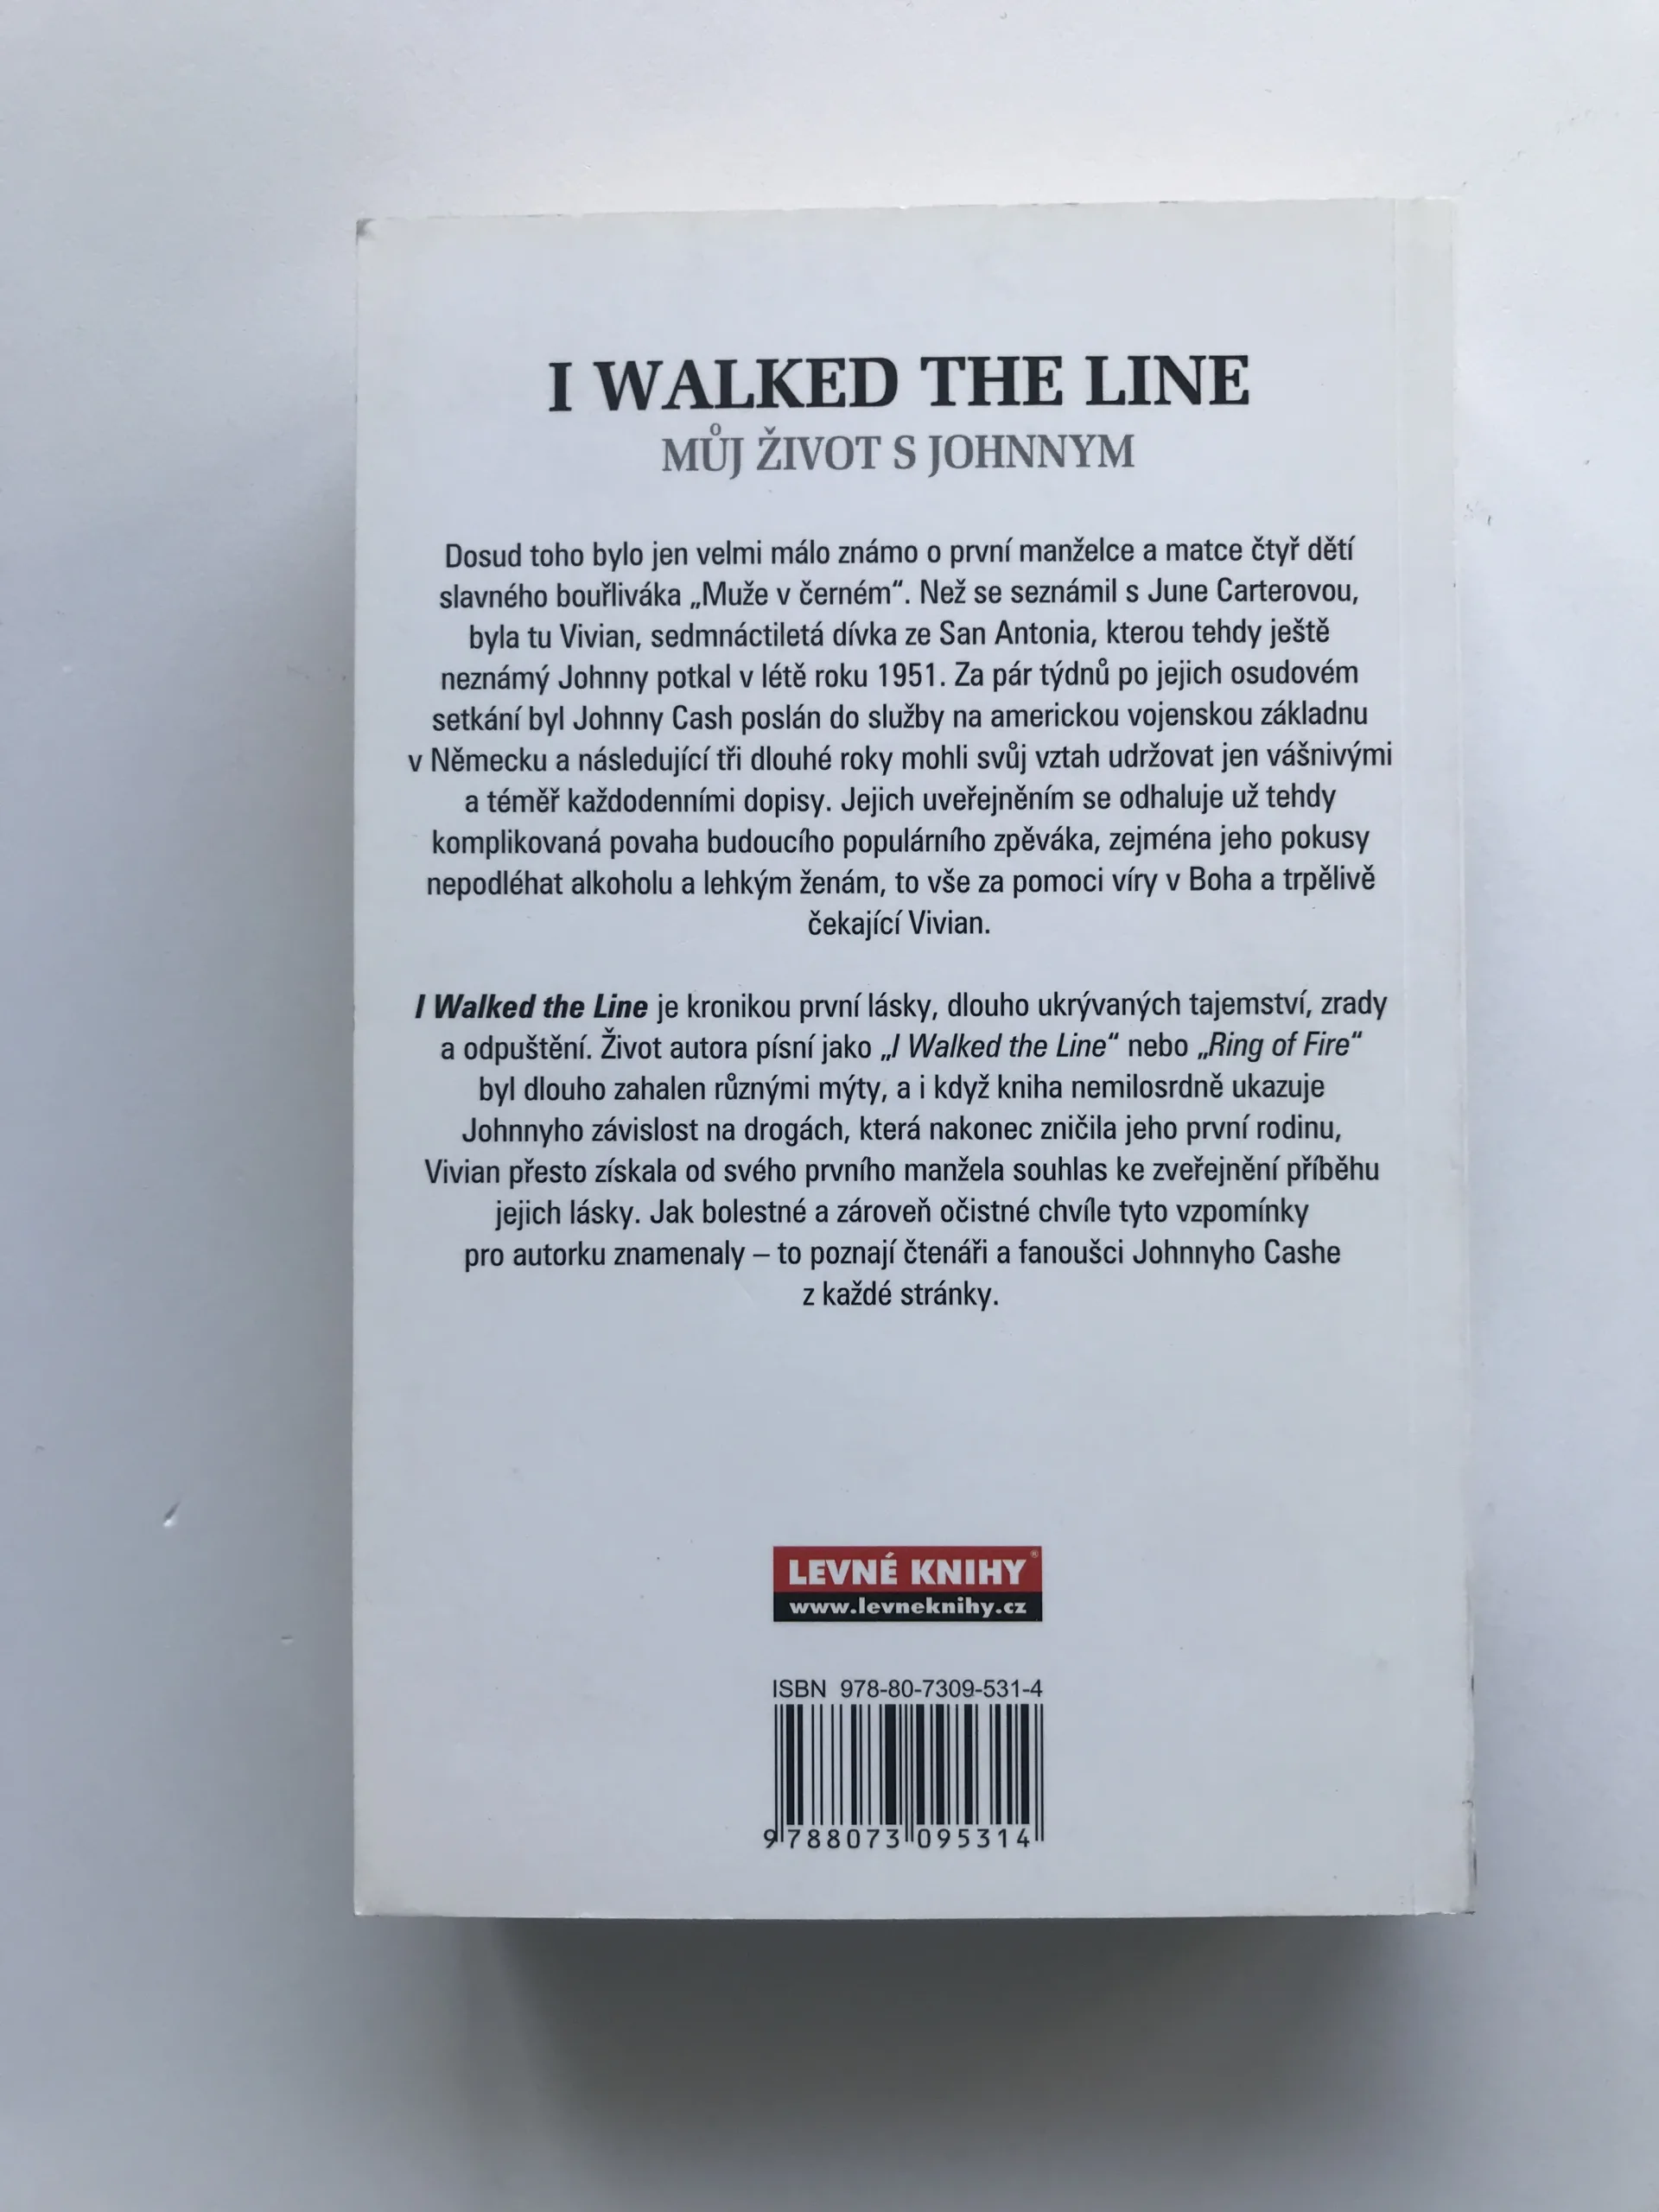 I WALKED THE LINE
MŮJ ŽIVOT S JOHNNYM
Dosud toho bylo jen velmi málo známo o první manželce a matce čtyř dětí
slavného bouřliváka „Muže v černém“. Než se seznámil s June Carterovou,
byla tu Vivian, sedmnáctiletá dívka ze San Antonia, kterou tehdy ještě
neznámý Johnny potkal v létě roku 1951. Za pár týdnů po jejich osudovém
setkání byl Johnny Cash poslán do služby na americkou vojenskou základnu
v Německu a následující tři dlouhé roky mohli svůj vztah udržovat jen vášnivými
a téměř každodenními dopisy. Jejich uveřejněním se odhaluje už tehdy
komplikovaná povaha budoucího populárního zpěváka, zejména jeho pokusy
nepodléhat alkoholu a lehkým ženám, to vše za pomoci víry v Boha a trpělivě
čekající Vivian.
I Walked the Line je kronikou první lásky, dlouho ukrývaných tajemství, zrady
a odpuštění. Život autora písní jako „I Walked the Line“ nebo „Ring of Fire“
byl dlouho zahalen různými mýty, a i když kniha nemilosrdně ukazuje
Johnnyho závislost na drogách, která nakonec zničila jeho první rodinu,
Vivian přesto získala od svého prvního manžela souhlas ke zveřejnění příběhu
jejich lásky. Jak bolestné a zároveň očistné chvíle tyto vzpomínky
pro autorku znamenaly – to poznají čtenáři a fanoušci Johnnyho Cashe
z každé stránky.
LEVNÉ KNIHY®
www.levneknihy.cz
ISBN 978-80-7309-531-4
9 788073 095314